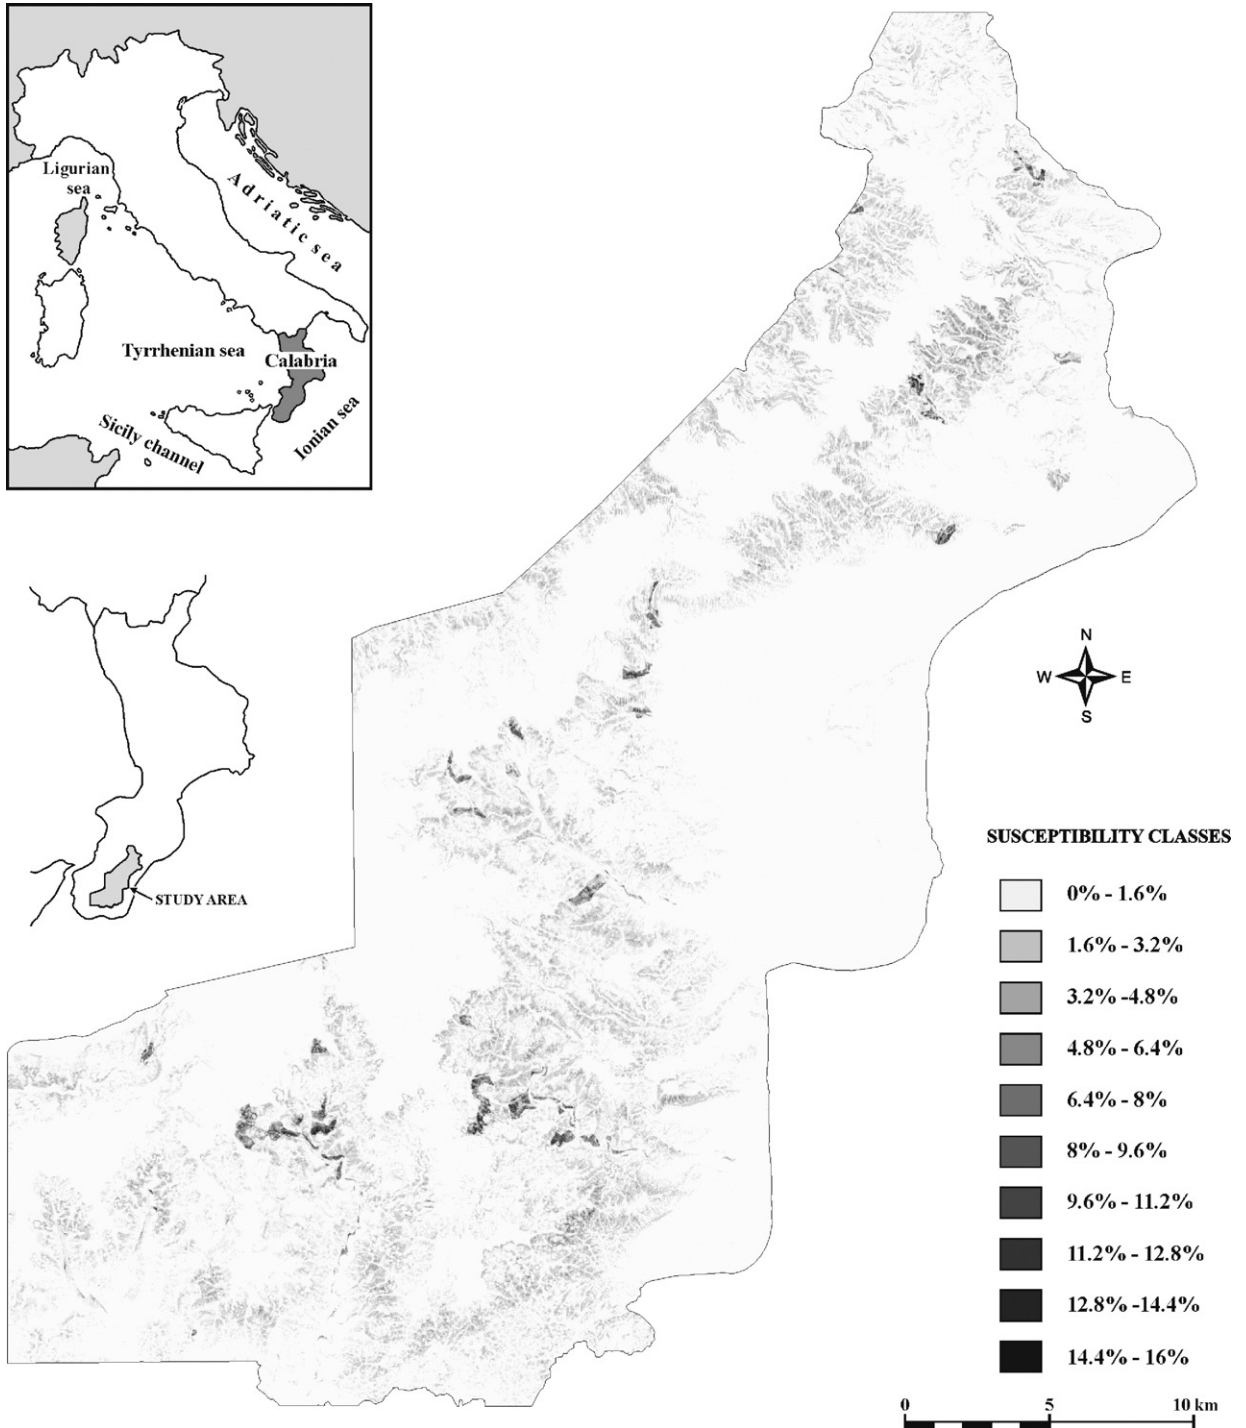 Ligurian
sea
Adriatic sea
Tyrrhenian sea
Calabria
Sicily channel
Ionian sea
STUDY AREA
N
W E
S
SUSCEPTIBILITY CLASSES
0% - 1.6%
1.6% - 3.2%
3.2% -4.8%
4.8% - 6.4%
6.4% - 8%
8% - 9.6%
9.6% - 11.2%
11.2% - 12.8%
12.8% -14.4%
14.4% - 16%
0 5 10 km